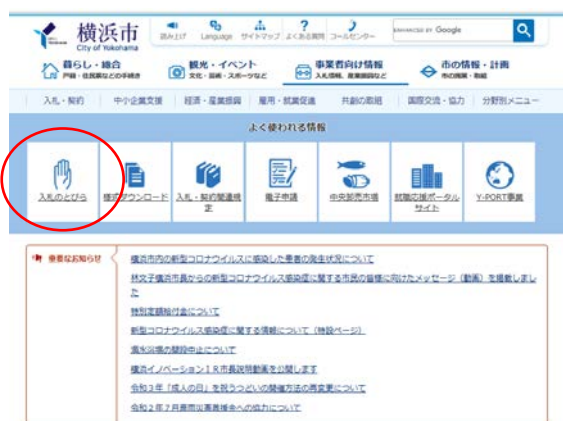 横浜市
City of Yokohama
読み上げ Language サイトマップ よくある質問 コールセンター
ENHANCED BY Google
暮らし・総合
戸籍・住民票などの手続き
観光・イベント
文化・芸術・スポーツなど
事業者向け情報
入札情報、産業振興など
市の情報・計画
市の施策・取組
入札・契約 中小企業支援 経済・産業振興 雇用・就業促進 共創の取組 国際交流・協力 分野別メニュー
よく使われる情報
入札のとびら
様式ダウンロード
入札・契約関連規定
電子申請
中央卸売市場
就職応援ポータルサイト
Y-PORT事業
重要なお知らせ
横浜市内の新型コロナウイルスに感染した患者の発生状況について
林文子横浜市長からの新型コロナウイルス感染症に関する市民の皆様に向けたメッセージ(動画)を掲載しました
特別定額給付金について
新型コロナウイルス感染症に関する情報について(特設ページ)
海水浴場の開設中止について
横浜イノベーションIR市長説明動画を公開します
令和3年「成人の日」を祝うつどいの開催方法の再変更について
令和2年7月豪雨災害義援金への協力について